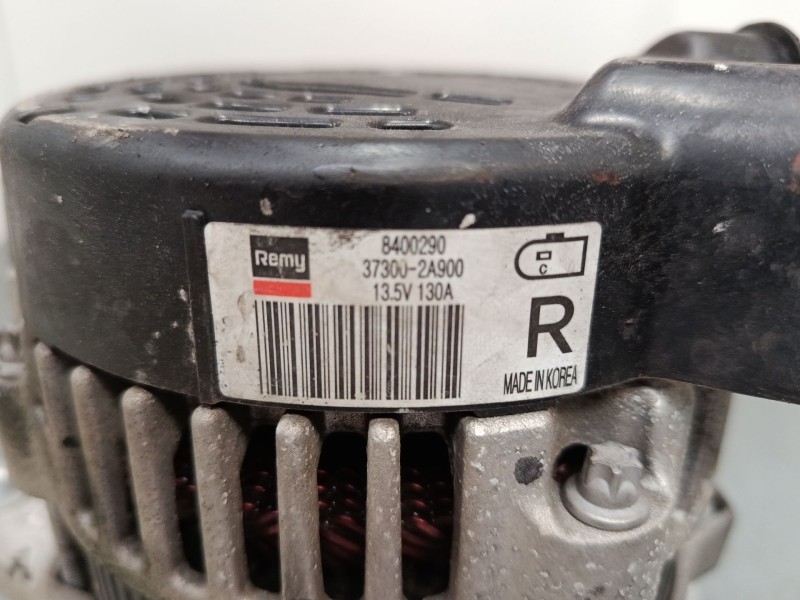 Remy
8400290
37300-2A900
13.5V 130A
C
R
MADE IN KOREA